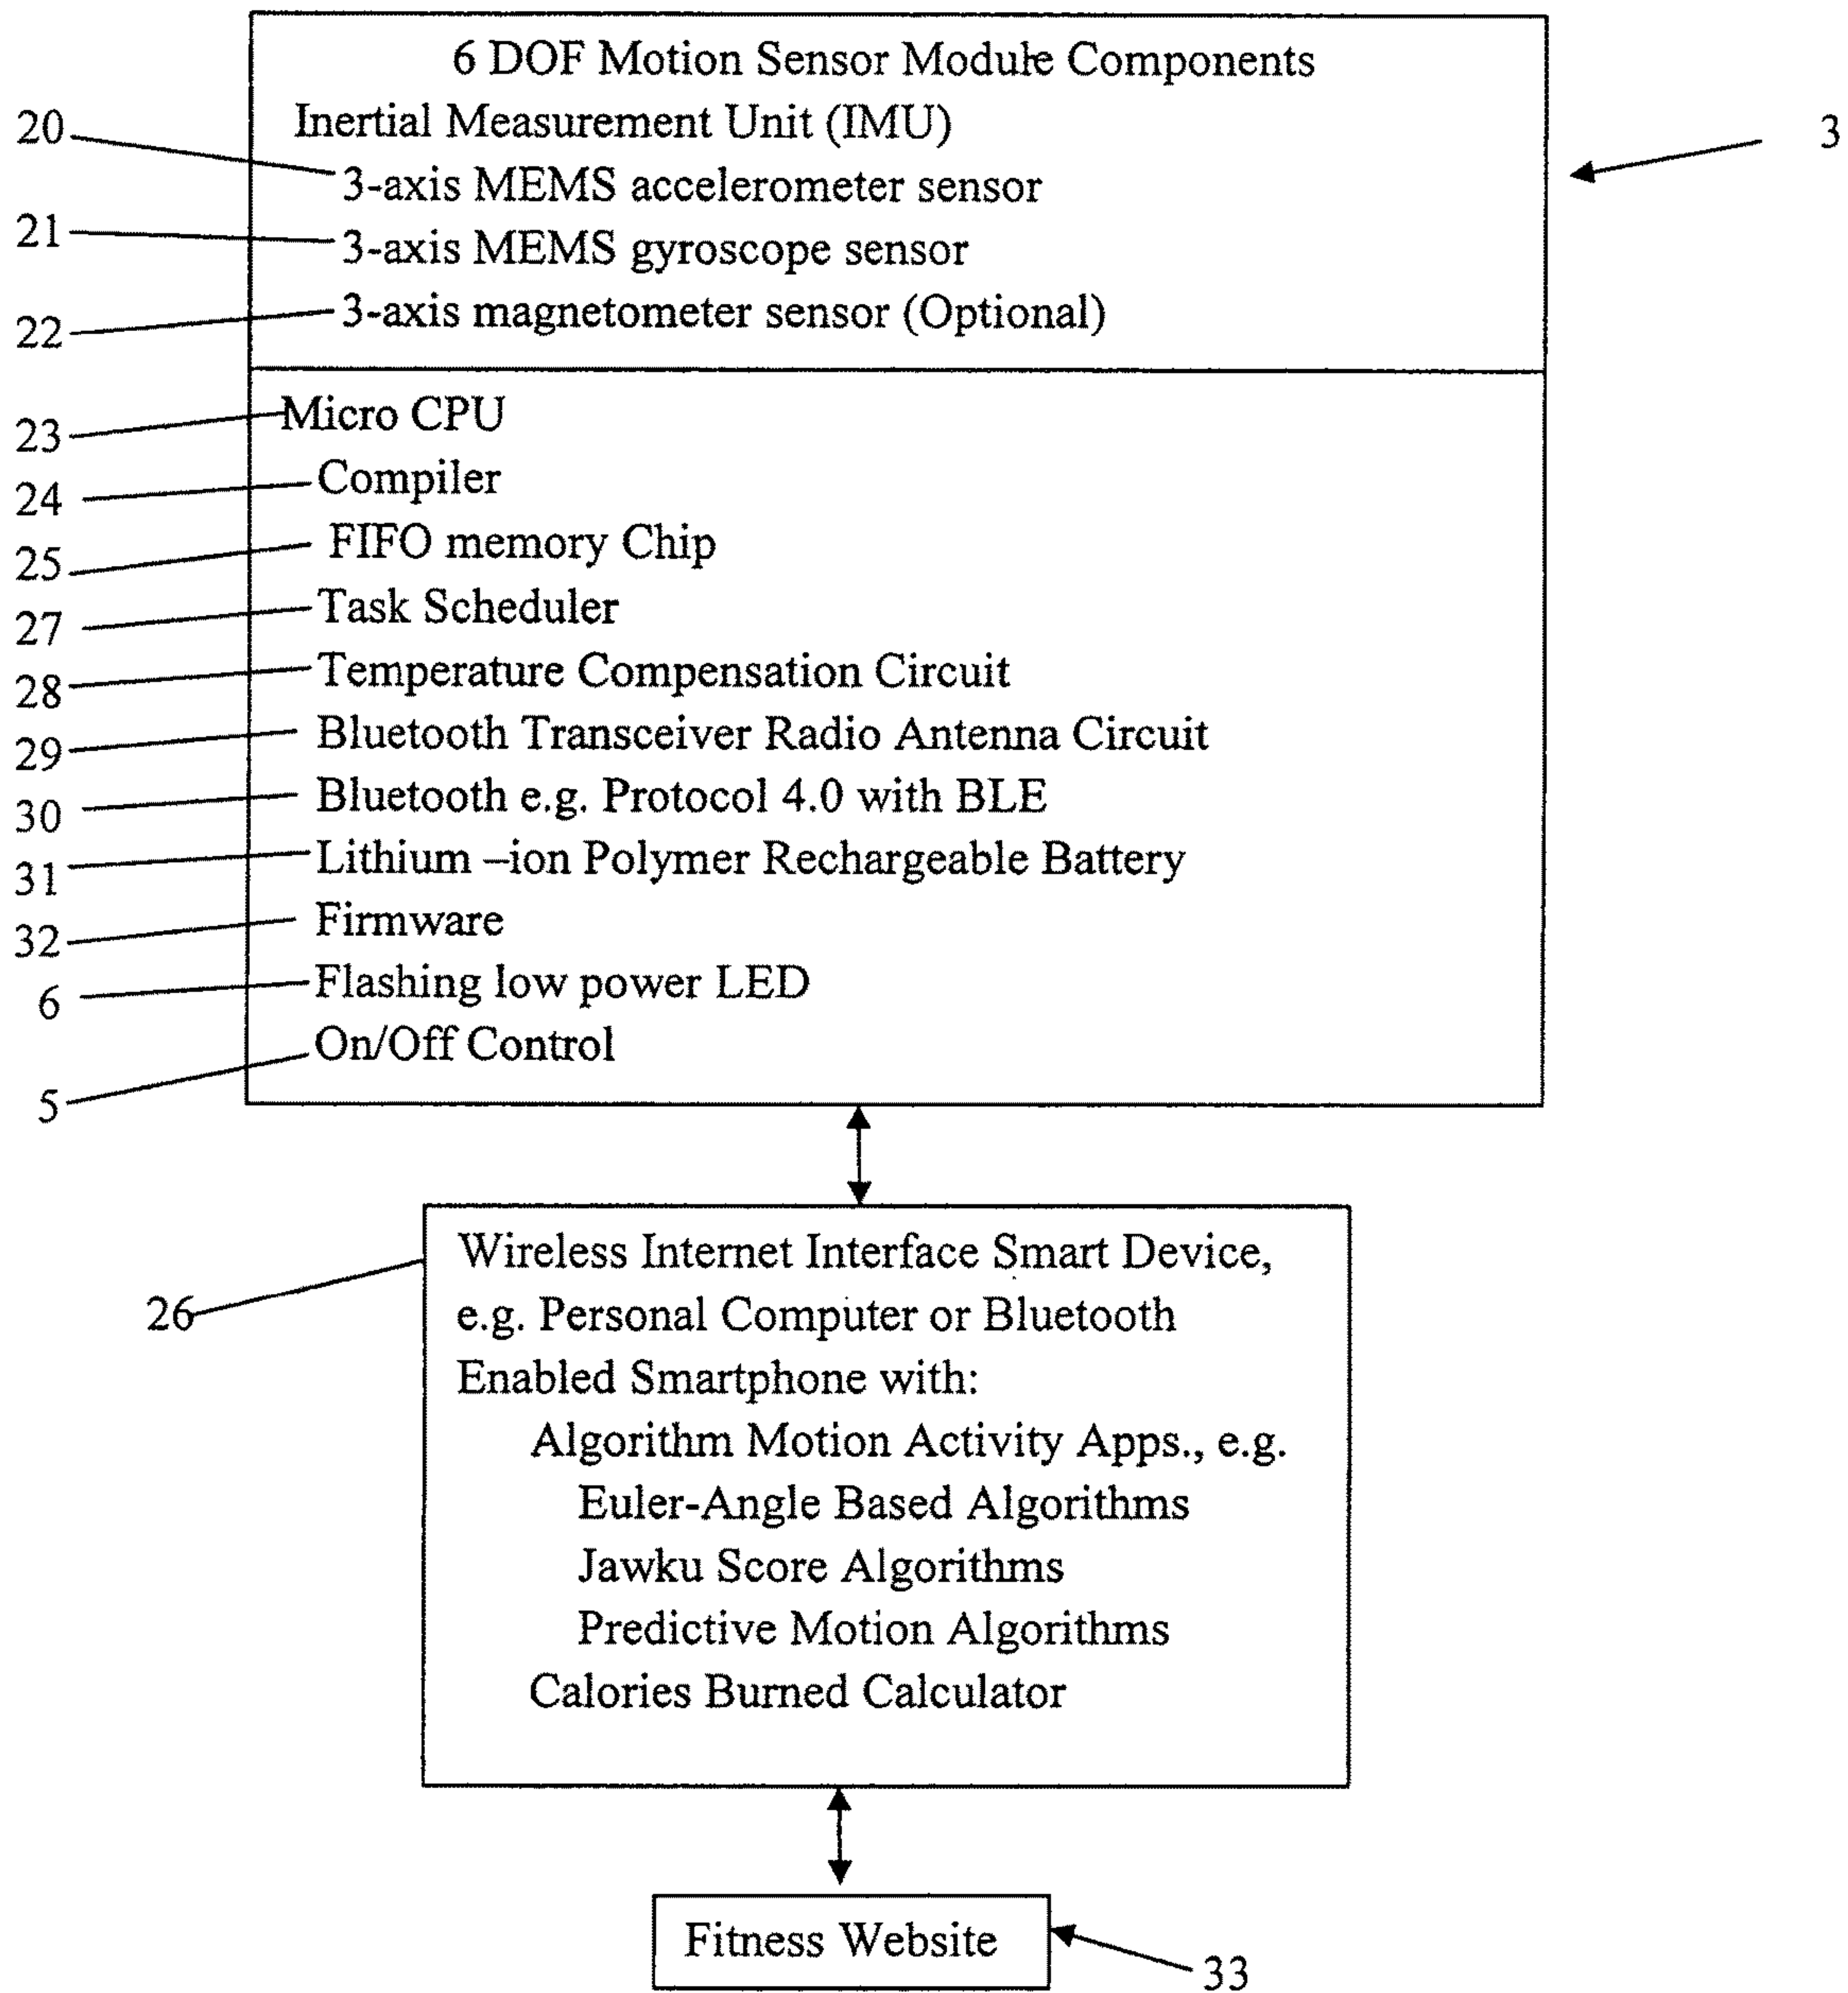 6 DOF Motion Sensor Module Components
Inertial Measurement Unit (IMU)
20
3-axis MEMS accelerometer sensor
3
21
3-axis MEMS gyroscope sensor
22
3-axis magnetometer sensor (Optional)
23
Micro CPU
24
Compiler
25
FIFO memory Chip
27
Task Scheduler
28
Temperature Compensation Circuit
29
Bluetooth Transceiver Radio Antenna Circuit
30
Bluetooth e.g. Protocol 4.0 with BLE
31
Lithium –ion Polymer Rechargeable Battery
32
Firmware
6
Flashing low power LED
5
On/Off Control
26
Wireless Internet Interface Smart Device,
e.g. Personal Computer or Bluetooth
Enabled Smartphone with:
Algorithm Motion Activity Apps., e.g.
Euler-Angle Based Algorithms
Jawku Score Algorithms
Predictive Motion Algorithms
Calories Burned Calculator
Fitness Website
33